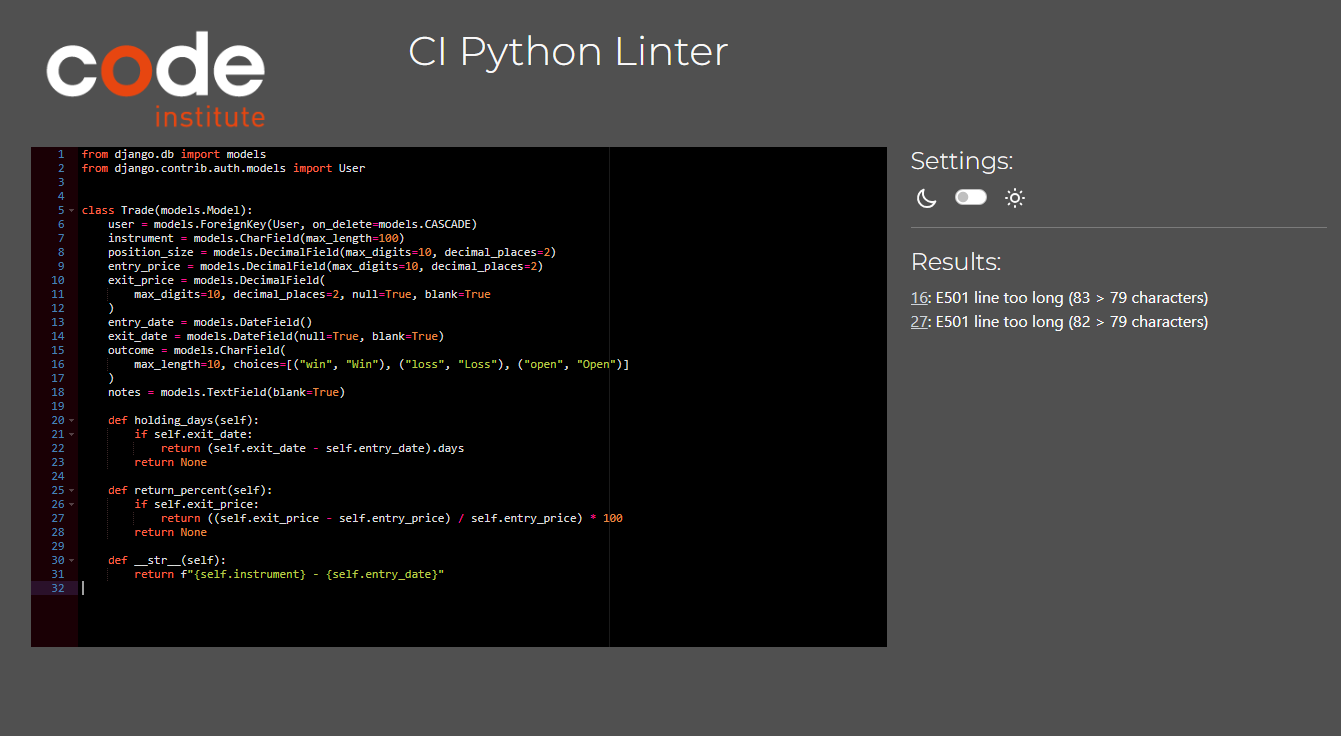 code
institute
CI Python Linter
1 from django.db import models
2 from django.contrib.auth.models import User
3
4
5 class Trade(models.Model):
6     user = models.ForeignKey(User, on_delete=models.CASCADE)
7     instrument = models.CharField(max_length=100)
8     position_size = models.DecimalField(max_digits=10, decimal_places=2)
9     entry_price = models.DecimalField(max_digits=10, decimal_places=2)
10     exit_price = models.DecimalField(
11         max_digits=10, decimal_places=2, null=True, blank=True
12     )
13     entry_date = models.DateField()
14     exit_date = models.DateField(null=True, blank=True)
15     outcome = models.CharField(
16         max_length=10, choices=[("win", "Win"), ("loss", "Loss"), ("open", "Open")]
17     )
18     notes = models.TextField(blank=True)
19
20     def holding_days(self):
21         if self.exit_date:
22             return (self.exit_date - self.entry_date).days
23         return None
24
25     def return_percent(self):
26         if self.exit_price:
27             return ((self.exit_price - self.entry_price) / self.entry_price) * 100
28         return None
29
30     def __str__(self):
31         return f"{self.instrument} - {self.entry_date}"
32
Settings:
Results:
16: E501 line too long (83 > 79 characters)
27: E501 line too long (82 > 79 characters)